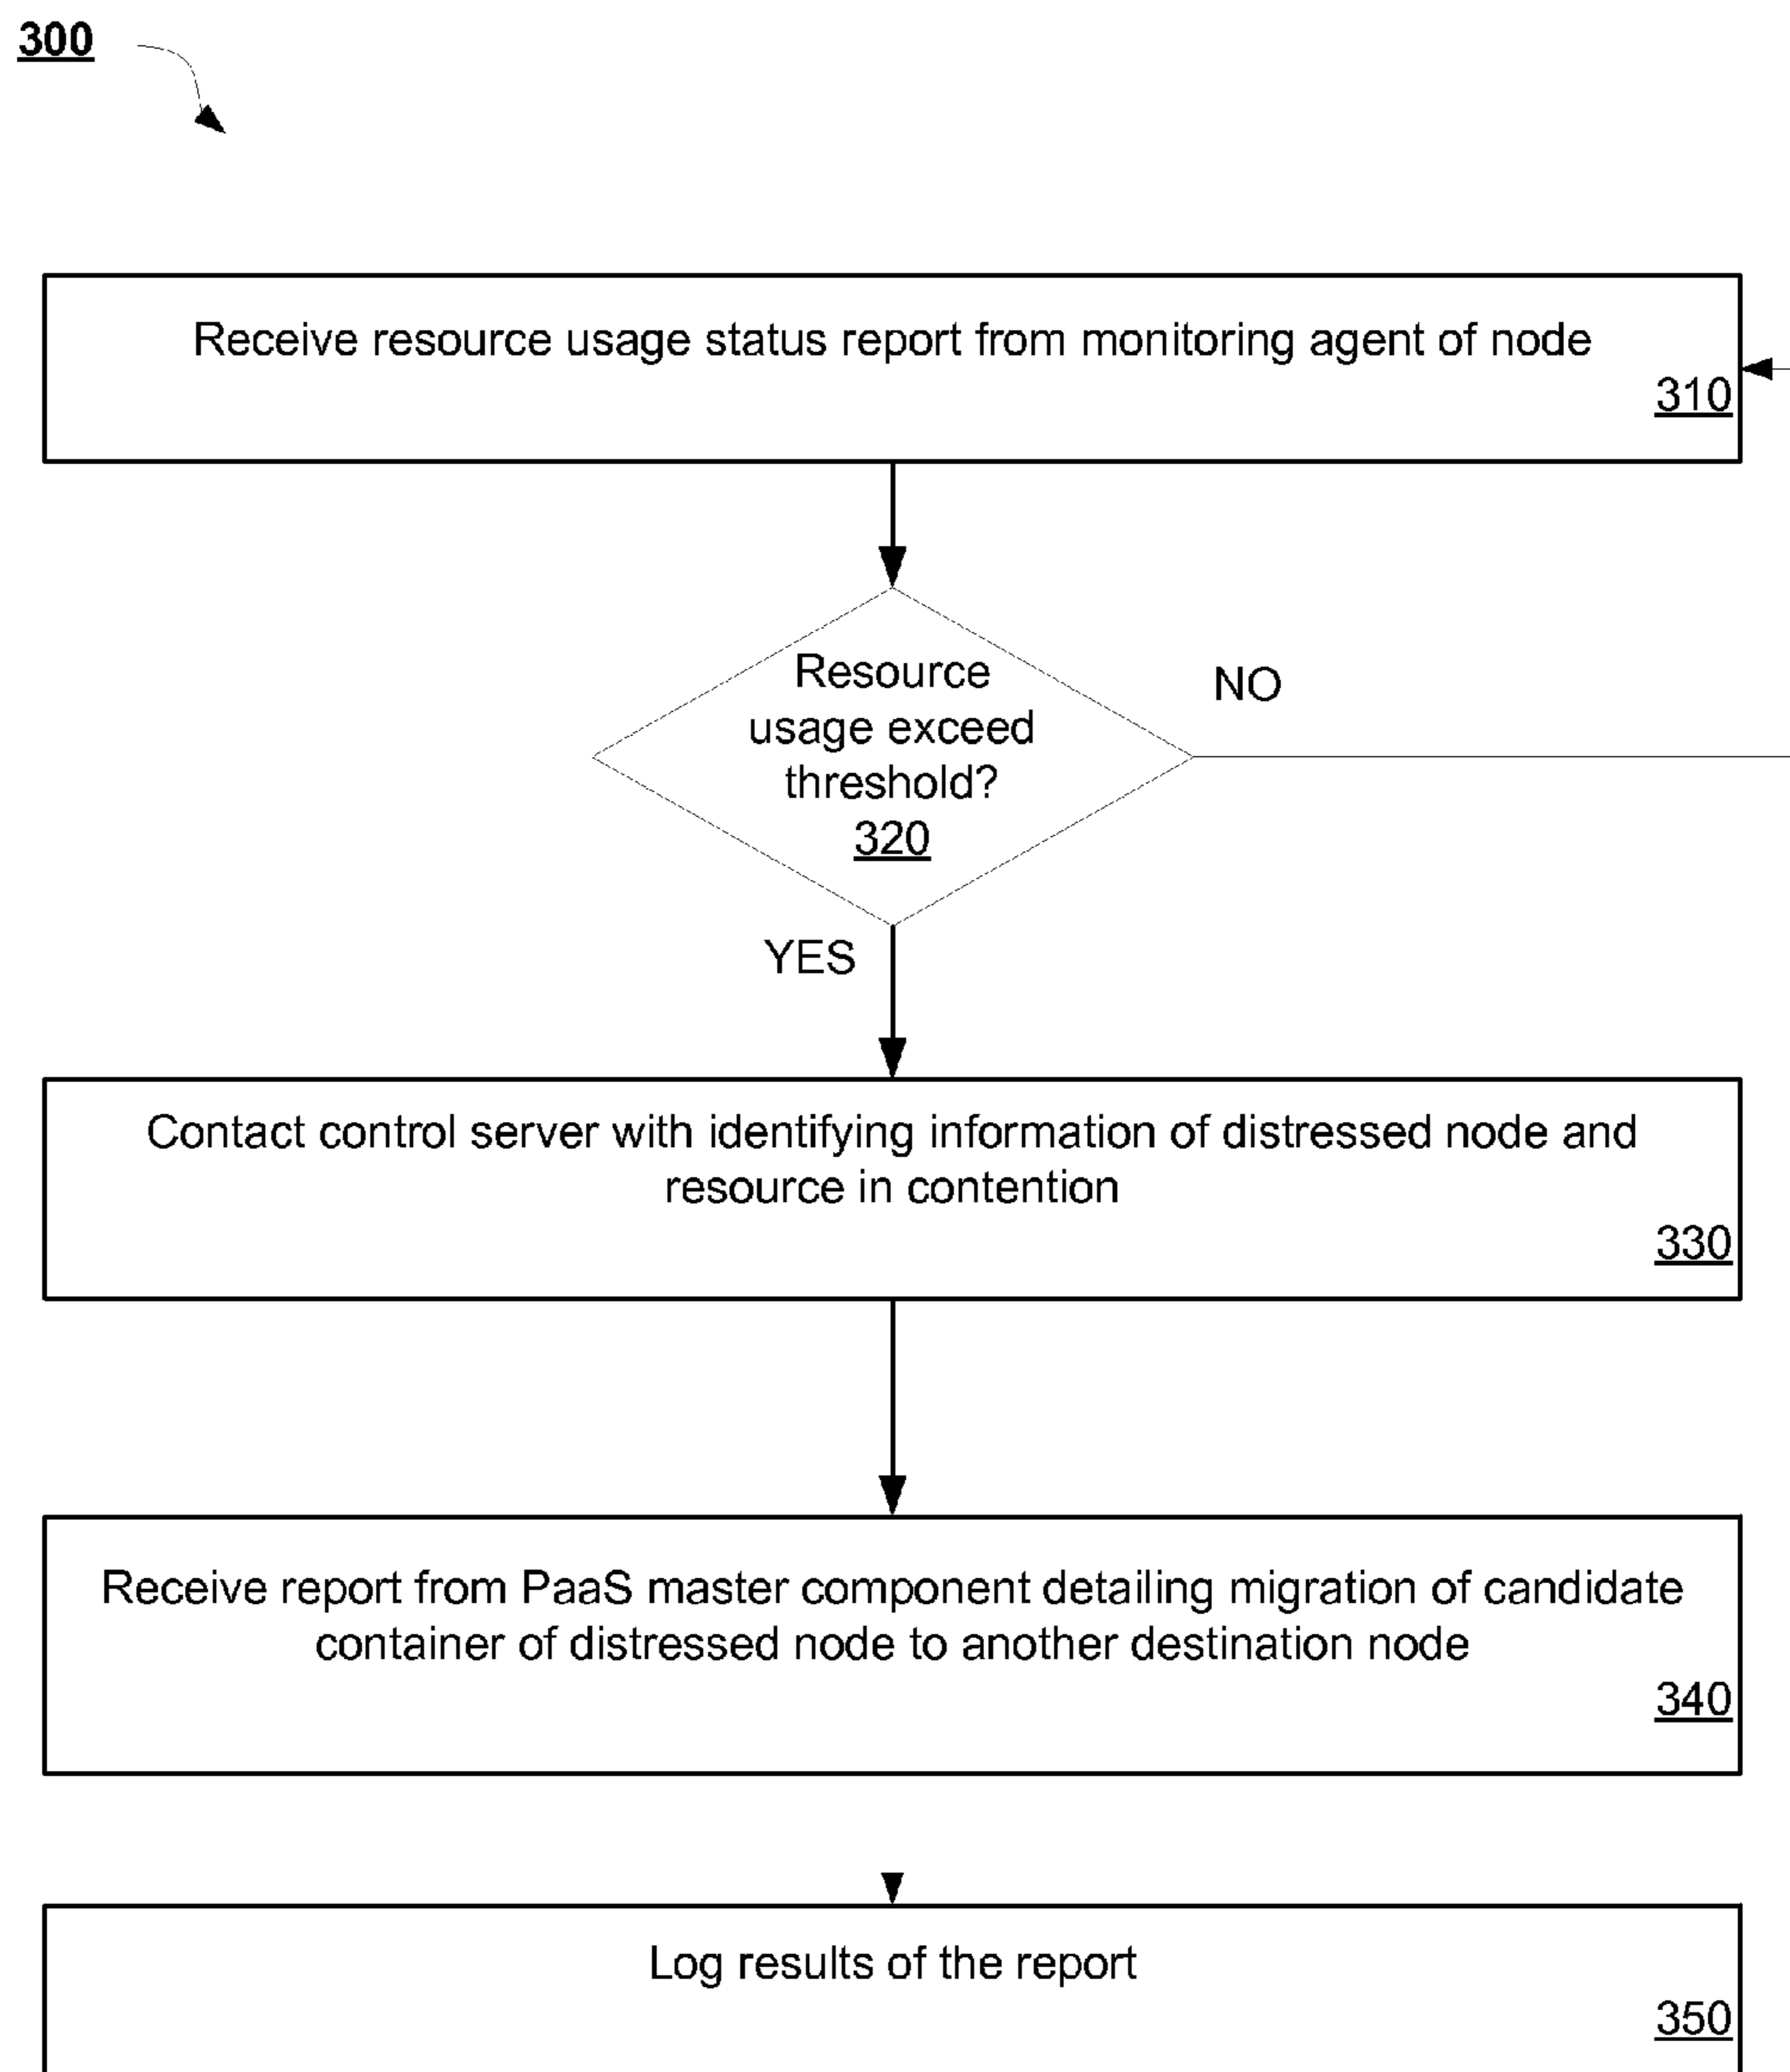 300
Receive resource usage status report from monitoring agent of node
310
Resource
usage exceed
threshold?
320
NO
YES
Contact control server with identifying information of distressed node and
resource in contention
330
Receive report from PaaS master component detailing migration of candidate
container of distressed node to another destination node
340
Log results of the report
350